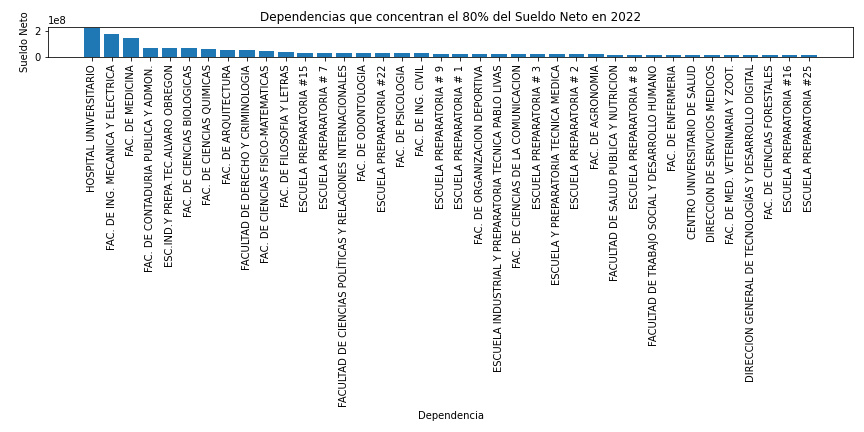 Dependencias que concentran el 80% del Sueldo Neto en 2022
1e8
2
0
Sueldo Neto
HOSPITAL UNIVERSITARIO
FAC. DE ING. MECANICA Y ELECTRICA
FAC. DE MEDICINA
FAC. DE CONTADURIA PUBLICA Y ADMON.
ESC.IND.Y PREPA.TEC.ALVARO OBREGON
FAC. DE CIENCIAS BIOLOGICAS
FAC. DE CIENCIAS QUIMICAS
FAC. DE ARQUITECTURA
FACULTAD DE DERECHO Y CRIMINOLOGIA
FAC. DE CIENCIAS FISICO-MATEMATICAS
FAC. DE FILOSOFIA Y LETRAS
ESCUELA PREPARATORIA #15
ESCUELA PREPARATORIA # 7
FACULTAD DE CIENCIAS POLÍTICAS Y RELACIONES INTERNACIONALES
FAC. DE ODONTOLOGIA
ESCUELA PREPARATORIA #22
FAC. DE PSICOLOGIA
FAC. DE ING. CIVIL
ESCUELA PREPARATORIA # 9
ESCUELA PREPARATORIA # 1
FAC. DE ORGANIZACION DEPORTIVA
ESCUELA INDUSTRIAL Y PREPARATORIA TECNICA PABLO LIVAS
FAC. DE CIENCIAS DE LA COMUNICACION
ESCUELA PREPARATORIA # 3
ESCUELA Y PREPARATORIA TECNICA MEDICA
ESCUELA PREPARATORIA # 2
FAC. DE AGRONOMIA
FACULTAD DE SALUD PUBLICA Y NUTRICION
ESCUELA PREPARATORIA # 8
FACULTAD DE TRABAJO SOCIAL Y DESARROLLO HUMANO
FAC. DE ENFERMERIA
CENTRO UNIVERSITARIO DE SALUD
DIRECCION DE SERVICIOS MEDICOS
FAC. DE MED. VETERINARIA Y ZOOT.
DIRECCION GENERAL DE TECNOLOGÍAS Y DESARROLLO DIGITAL
FAC. DE CIENCIAS FORESTALES
ESCUELA PREPARATORIA #16
ESCUELA PREPARATORIA #25
Dependencia